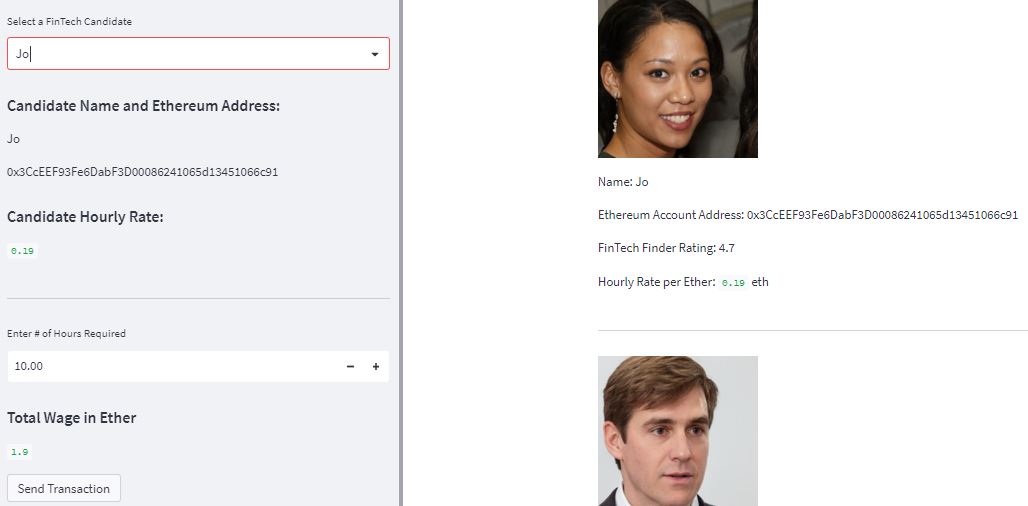 Select a FinTech Candidate
Jo
Candidate Name and Ethereum Address:
Jo
0x3CcEEF93Fe6DabF3D00086241065d13451066c91
Candidate Hourly Rate:
0.19
Enter # of Hours Required
10.00
Total Wage in Ether
1.9
Send Transaction
Name: Jo
Ethereum Account Address: 0x3CcEEF93Fe6DabF3D00086241065d13451066c91
FinTech Finder Rating: 4.7
Hourly Rate per Ether: 0.19 eth